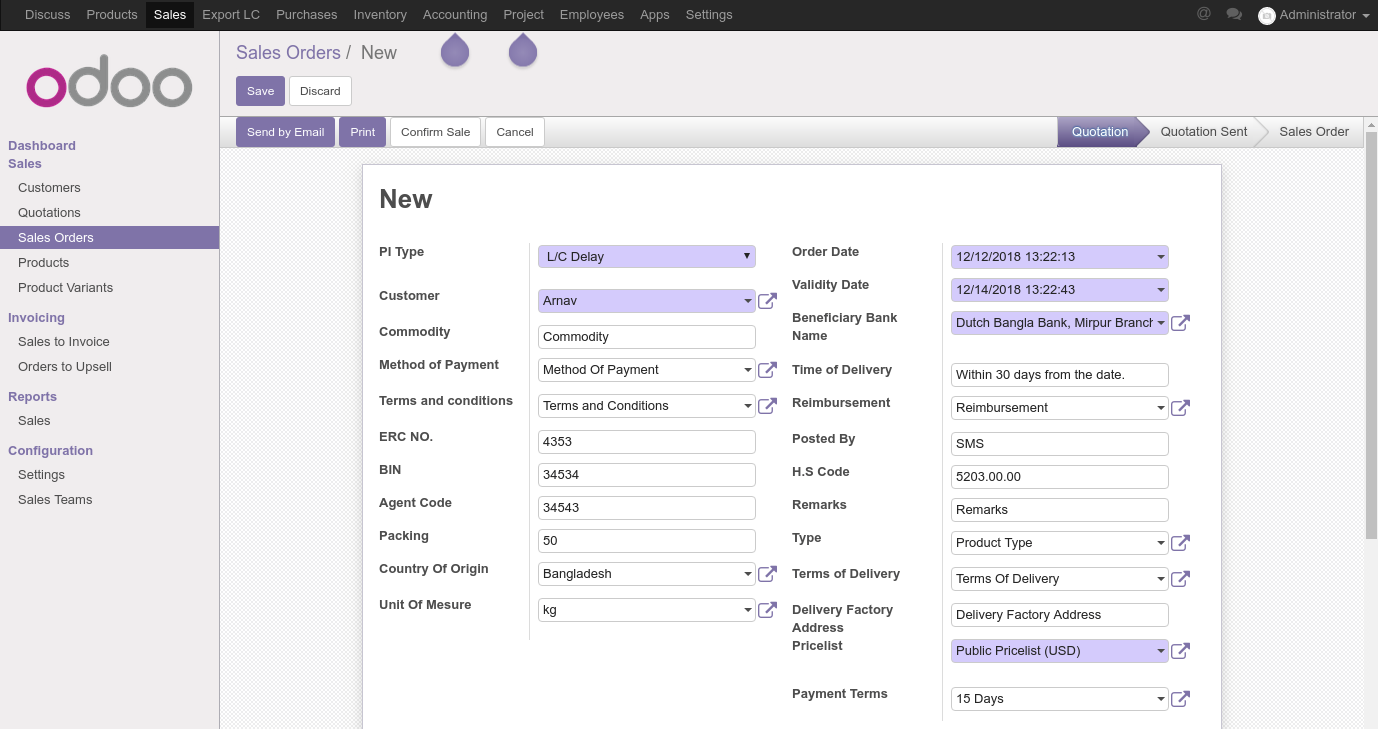 Discuss Products Sales Export LC Purchases Inventory Accounting Project Employees Apps Settings @ Administrator
odoo
Dashboard
Sales
Customers
Quotations
Sales Orders
Products
Product Variants
Invoicing
Sales to Invoice
Orders to Upsell
Reports
Sales
Configuration
Settings
Sales Teams
Sales Orders / New
Save Discard
Send by Email Print Confirm Sale Cancel Quotation Quotation Sent Sales Order
New
PI Type L/C Delay
Customer Arnav
Commodity Commodity
Method of Payment Method Of Payment
Terms and conditions Terms and Conditions
ERC NO. 4353
BIN 34534
Agent Code 34543
Packing 50
Country Of Origin Bangladesh
Unit Of Mesure kg
Order Date 12/12/2018 13:22:13
Validity Date 12/14/2018 13:22:43
Beneficiary Bank Dutch Bangla Bank, Mirpur Branch
Name
Time of Delivery Within 30 days from the date.
Reimbursement Reimbursement
Posted By SMS
H.S Code 5203.00.00
Remarks Remarks
Type Product Type
Terms of Delivery Terms Of Delivery
Delivery Factory Delivery Factory Address
Address
Pricelist Public Pricelist (USD)
Payment Terms 15 Days